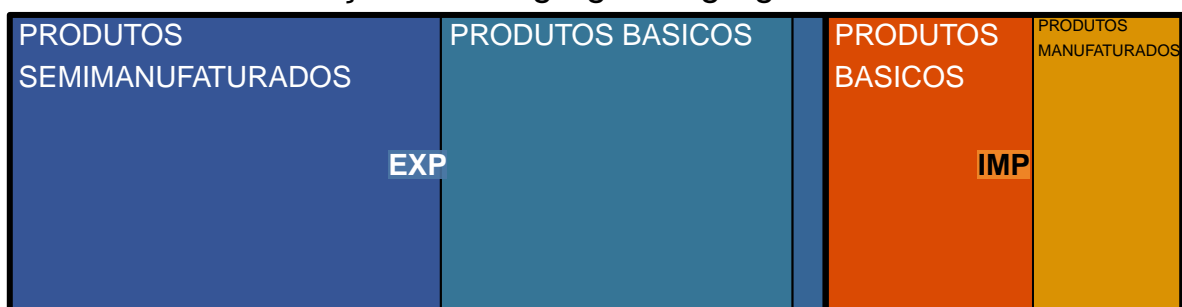 PRODUTOS
SEMIMANUFATURADOS
PRODUTOS BASICOS
PRODUTOS
BASICOS
PRODUTOS
MANUFATURADOS
EXP
IMP